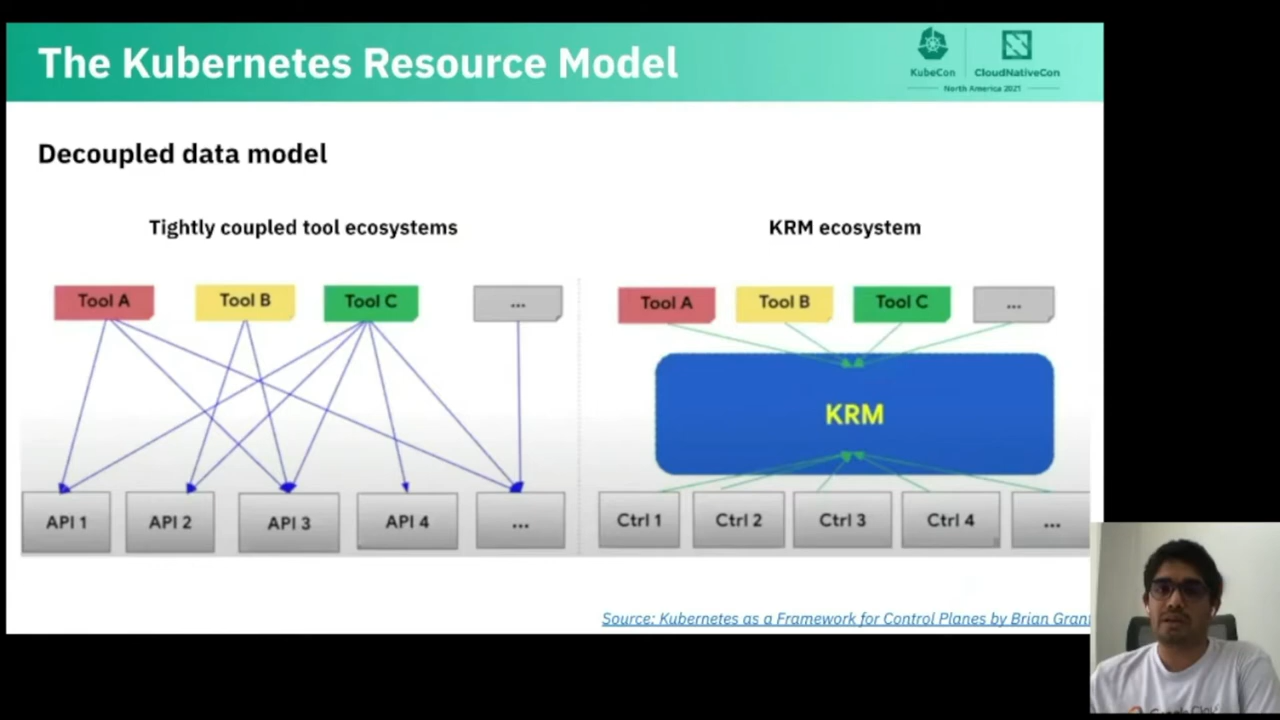 The Kubernetes Resource Model
KubeCon
CloudNativeCon
North America 2021
Decoupled data model
Tightly coupled tool ecosystems
KRM ecosystem
Tool A
Tool B
Tool C
...
Tool A
Tool B
Tool C
...
KRM
API 1
API 2
API 3
API 4
...
Ctrl 1
Ctrl 2
Ctrl 3
Ctrl 4
...
Source: Kubernetes as a Framework for Control Planes by Brian Grant
Google Cloud